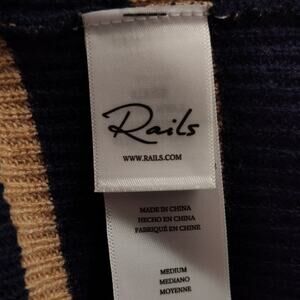 Rails
WWW.RAILS.COM
MADE IN CHINA
HECHO EN CHINA
FABRIQUÉ EN CHINE
MEDIUM
MEDIANO
MOYENNE